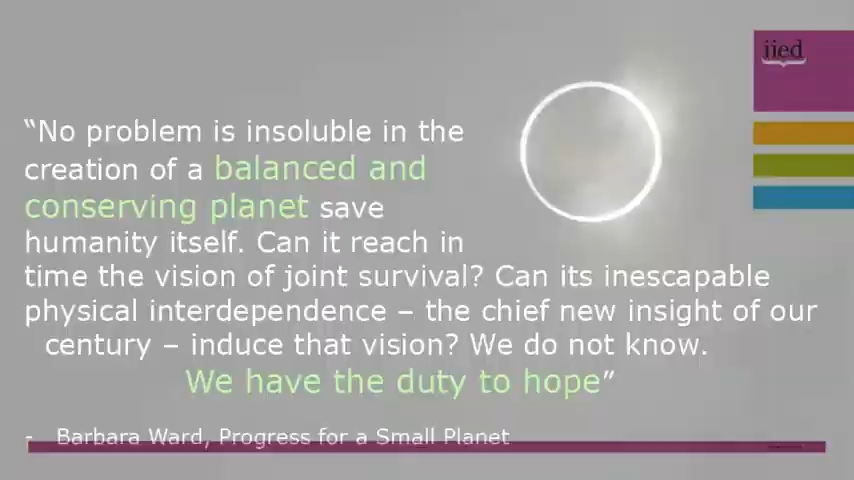 iied
“No problem is insoluble in the
creation of a balanced and
conserving planet save
humanity itself. Can it reach in
time the vision of joint survival? Can its inescapable
physical interdependence – the chief new insight of our
century – induce that vision? We do not know.
We have the duty to hope”
- Barbara Ward, Progress for a Small Planet